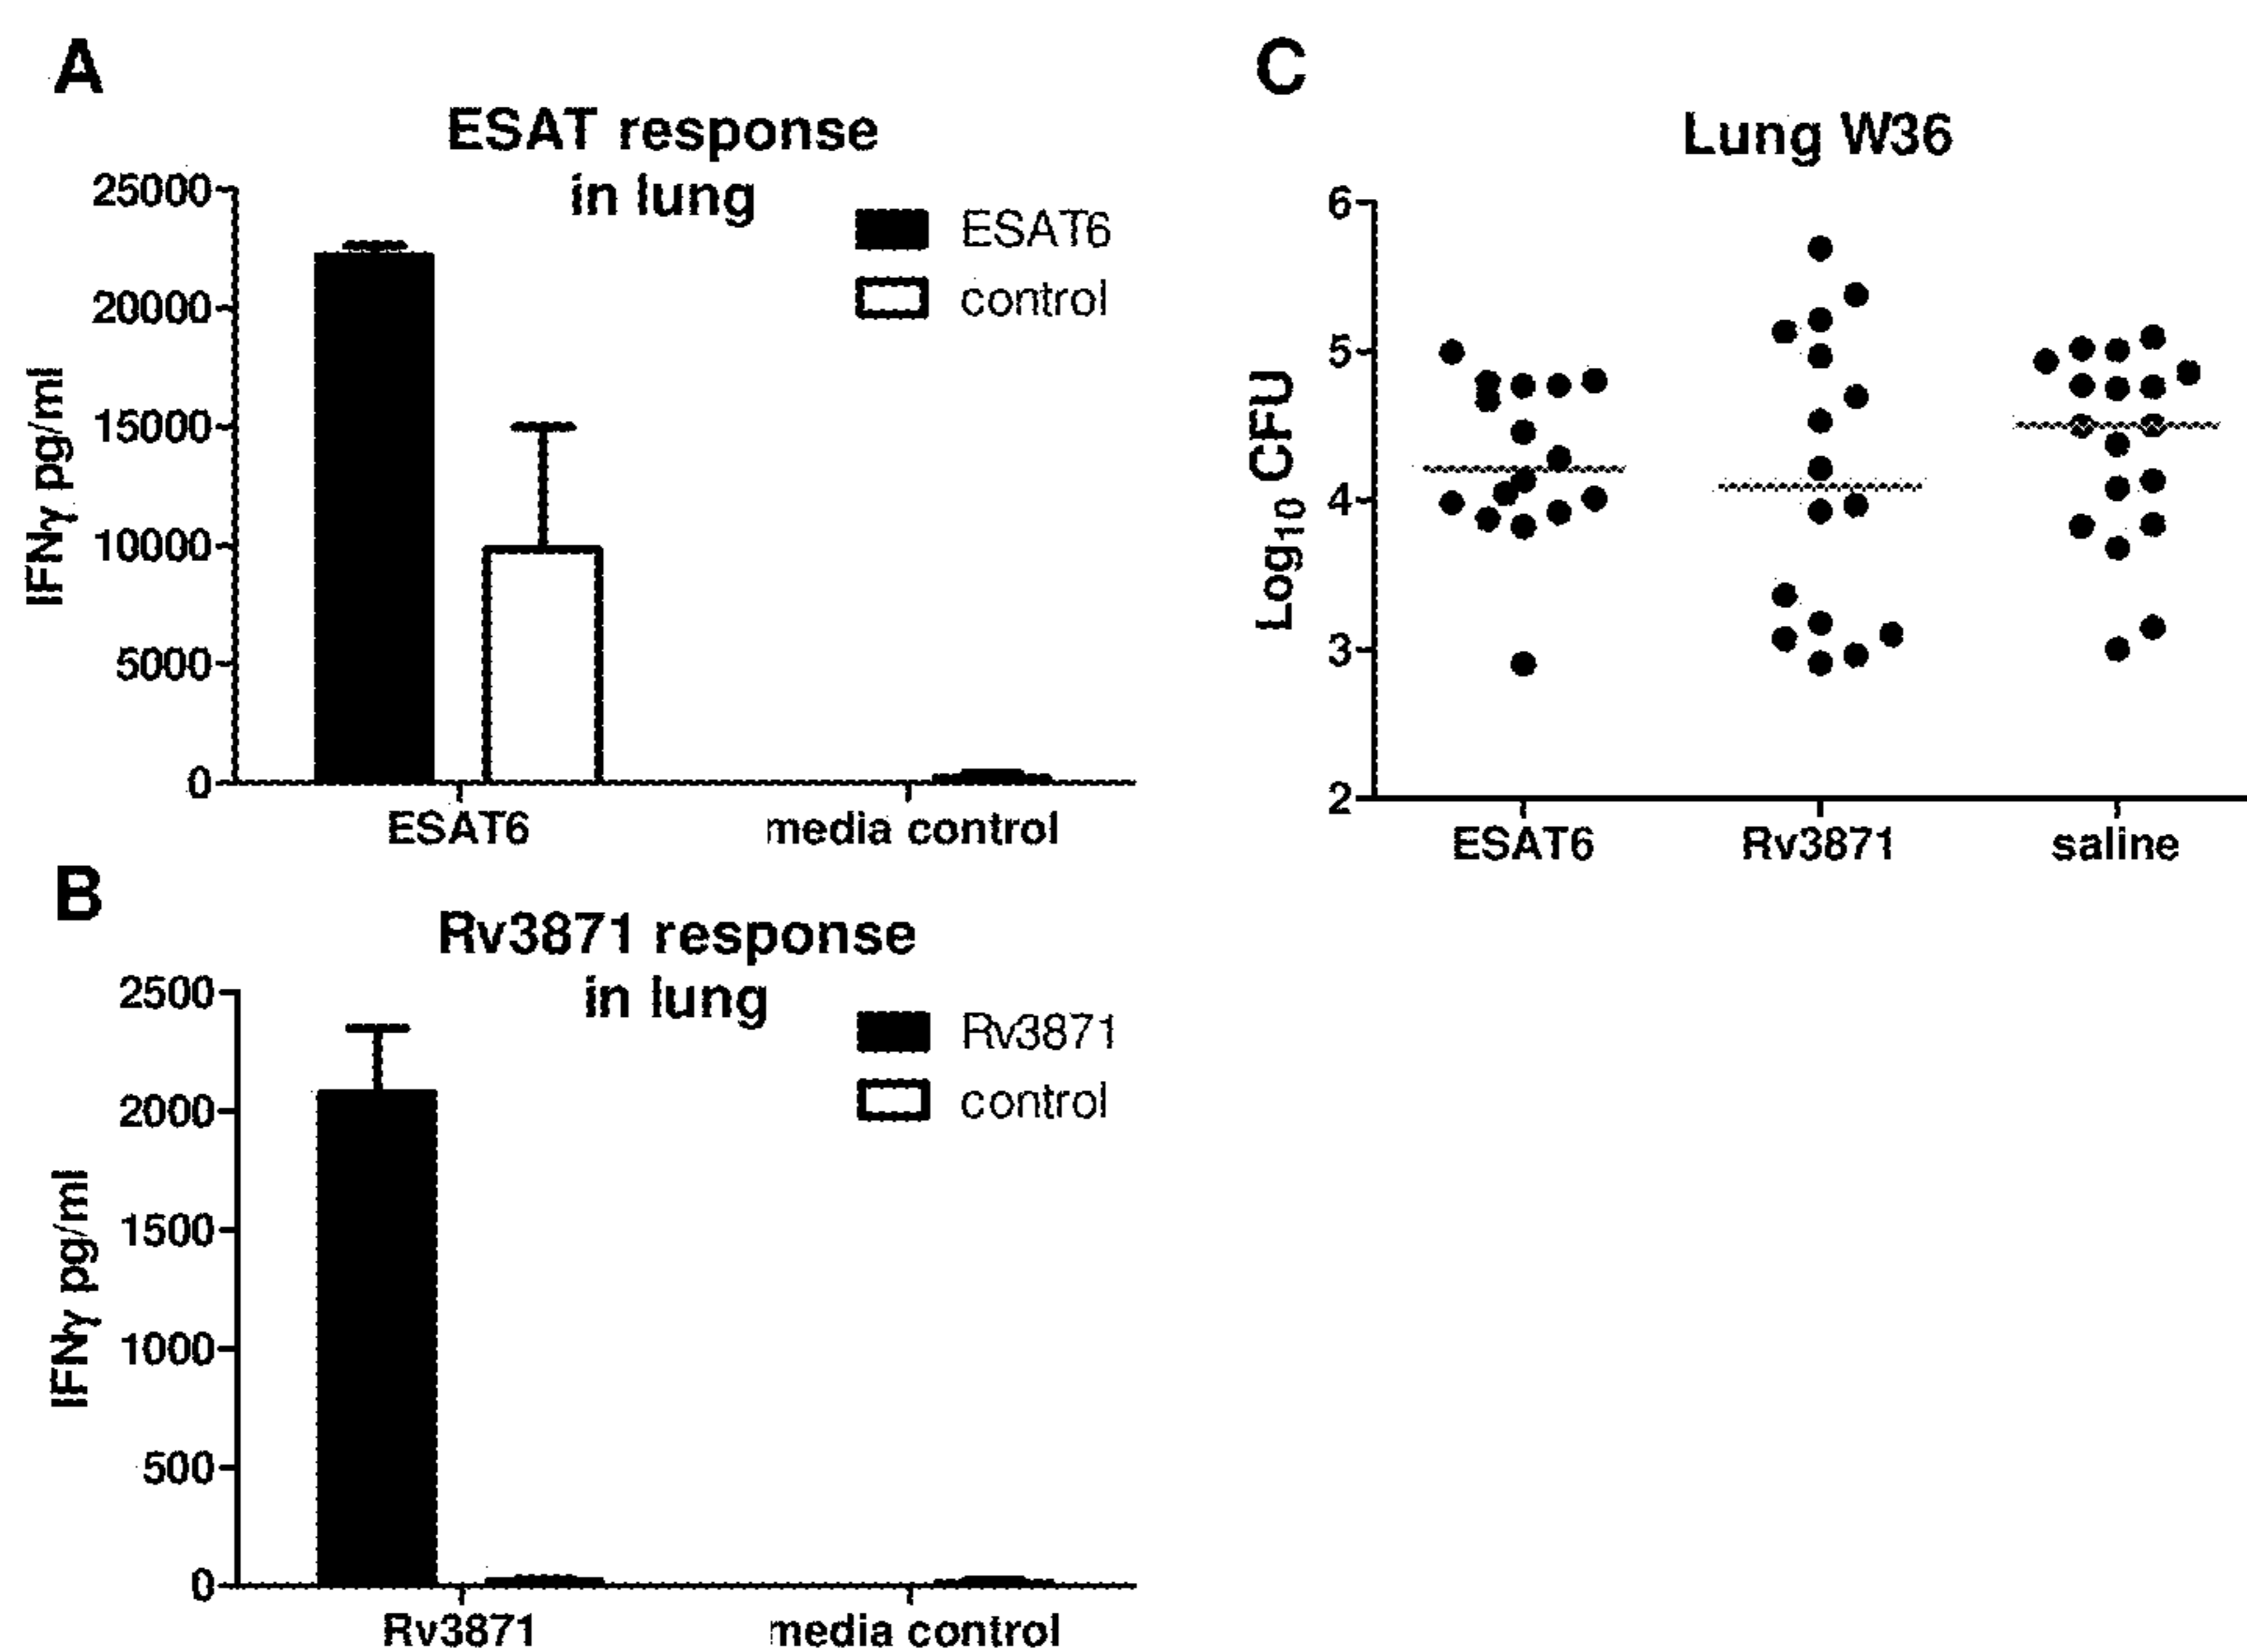 A
ESAT response
in lung
ESAT6
control
25000
20000
15000
10000
5000
0
IFNγ pg/ml
ESAT6
media control
B
Rv3871 response
in lung
Rv3871
control
2500
2000
1500
1000
500
0
IFNγ pg/ml
Rv3871
media control
C
Lung W36
6
5
4
3
2
Log10 CFU
ESAT6
Rv3871
saline